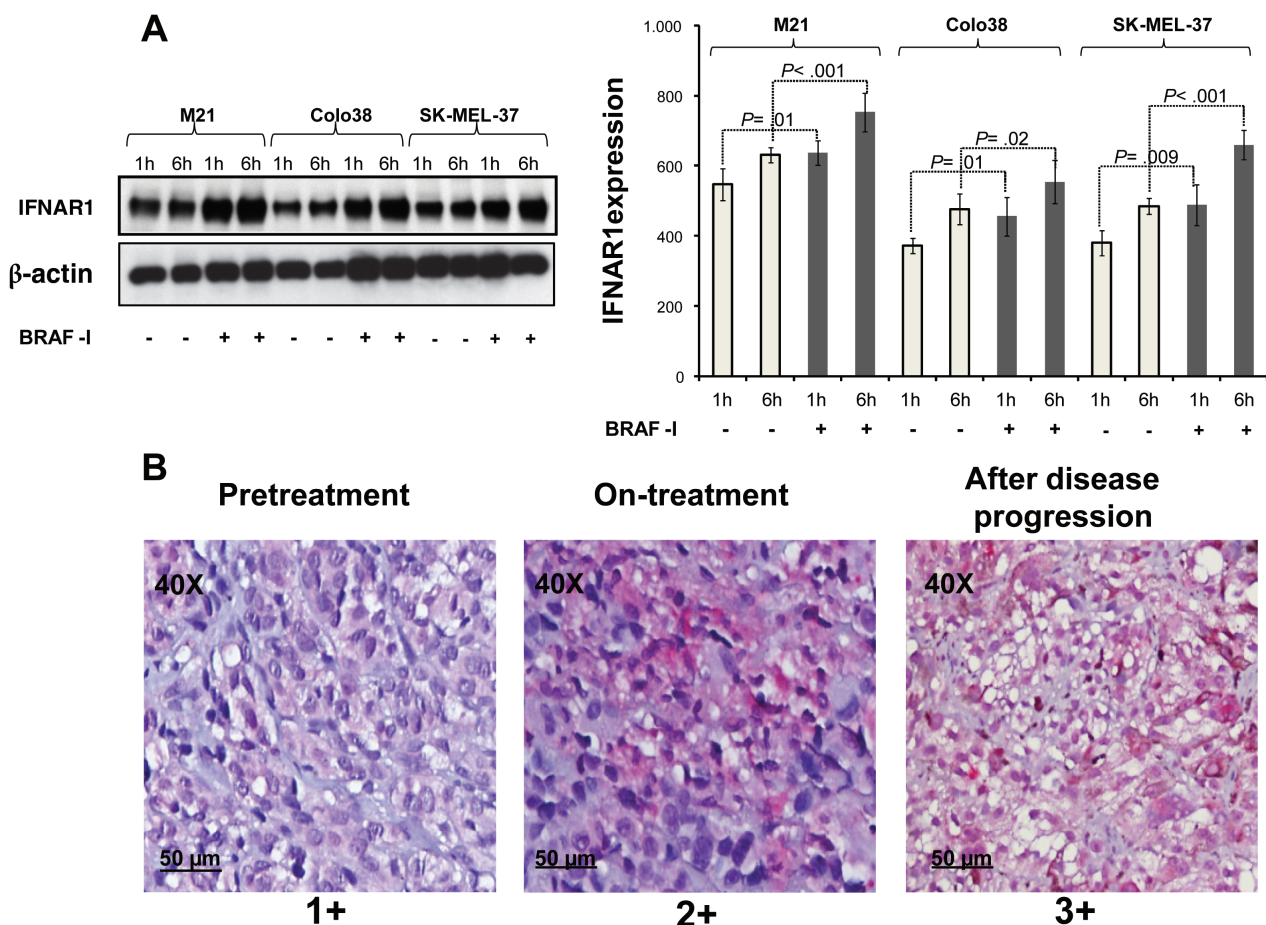 A
M21 Colo38 SK-MEL-37
1h 6h 1h 6h 1h 6h 1h 6h 1h 6h 1h 6h
IFNAR1
β-actin
BRAF -I - - + + - - + + - - + +
M21 Colo38 SK-MEL-37
IFNAR1expression
1.000
800
600
400
200
0
P= .01
P< .001
P= .01
P= .02
P= .009
P< .001
1h 6h 1h 6h 1h 6h 1h 6h 1h 6h 1h 6h
BRAF -I - - + + - - + + - - + +
B
Pretreatment
On-treatment
After disease
progression
40X
40X
40X
50 µm
50 µm
50 µm
1+
2+
3+